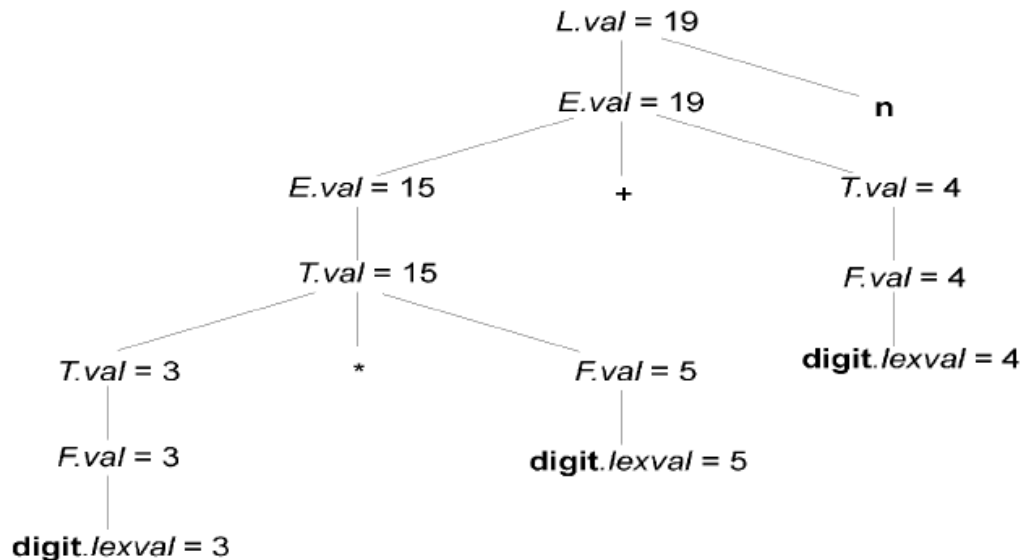 L.val = 19
E.val = 19
n
E.val = 15
+
T.val = 4
T.val = 15
F.val = 4
T.val = 3
*
F.val = 5
digit.lexval = 4
F.val = 3
digit.lexval = 5
digit.lexval = 3